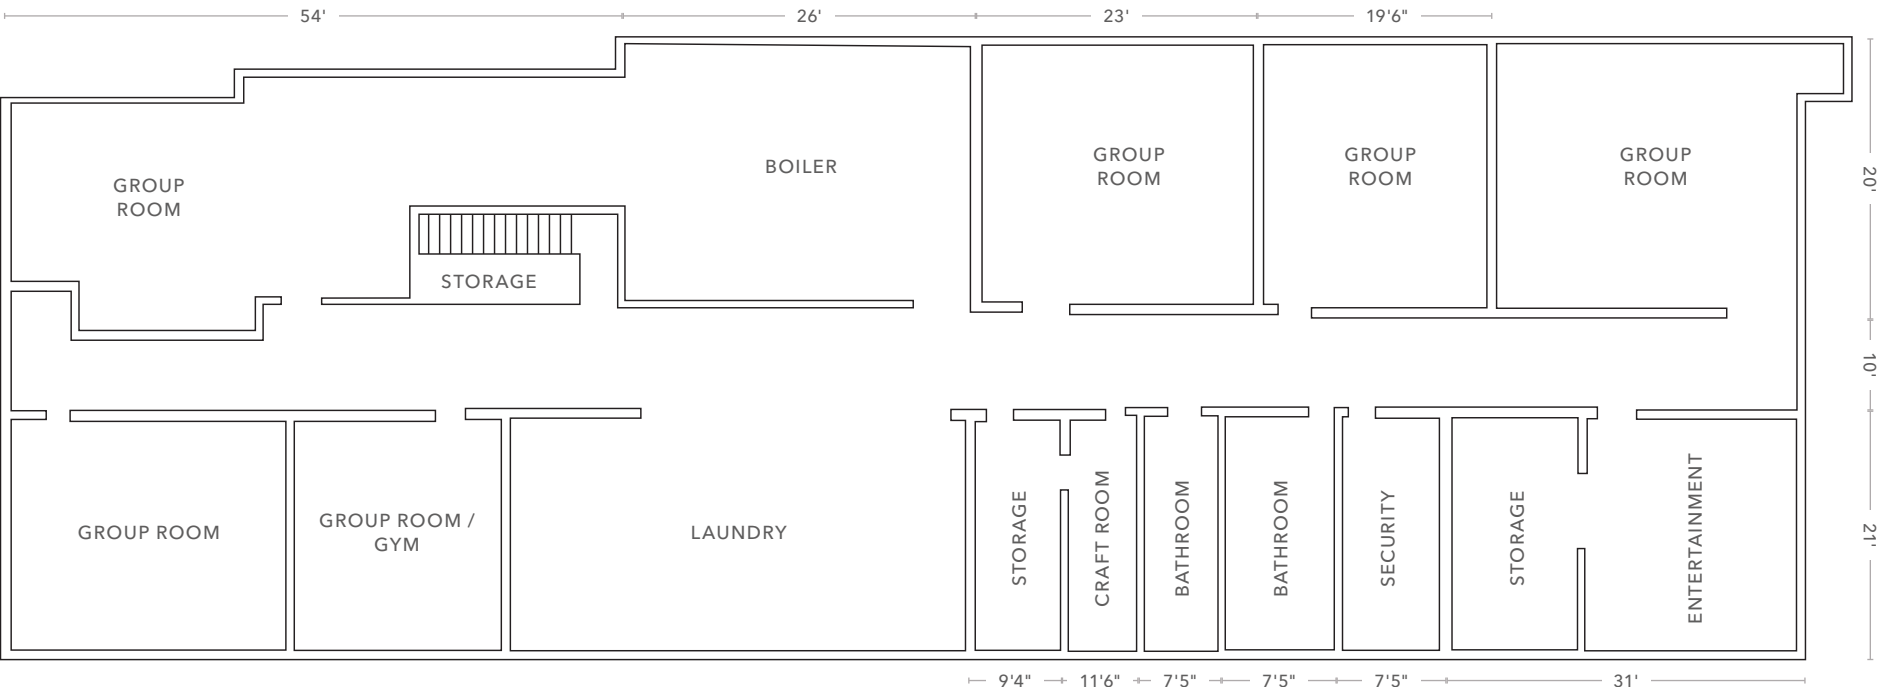 54'
26'
23'
19'6"
GROUP
ROOM
BOILER
GROUP
ROOM
GROUP
ROOM
GROUP
ROOM
20'
STORAGE
10'
GROUP ROOM
GROUP ROOM /
GYM
LAUNDRY
STORAGE
CRAFT ROOM
BATHROOM
BATHROOM
SECURITY
STORAGE
ENTERTAINMENT
21'
9'4"
11'6"
7'5"
7'5"
7'5"
31'